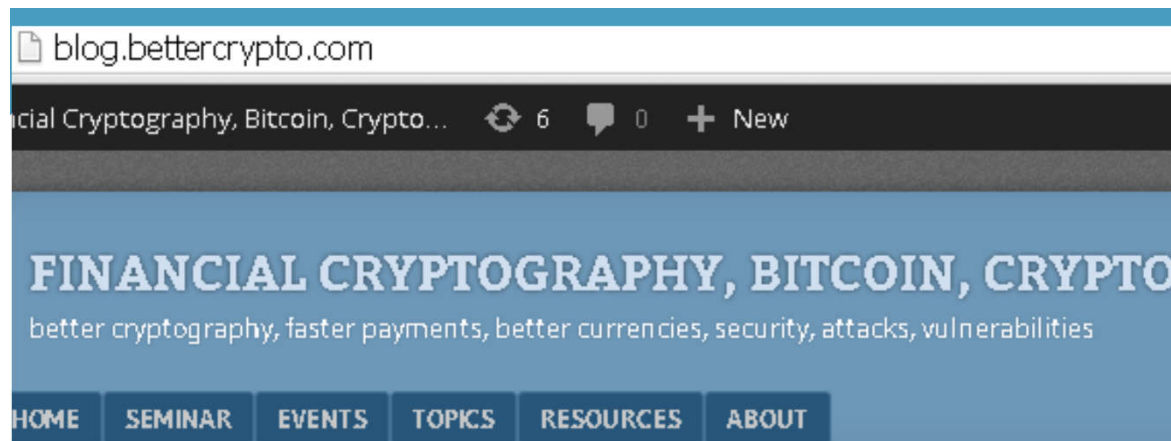 blog.bettercrypto.com
cial Cryptography, Bitcoin, Crypto... 6 0 + New
FINANCIAL CRYPTOGRAPHY, BITCOIN, CRYPTO
better cryptography, faster payments, better currencies, security, attacks, vulnerabilities
HOME SEMINAR EVENTS TOPICS RESOURCES ABOUT